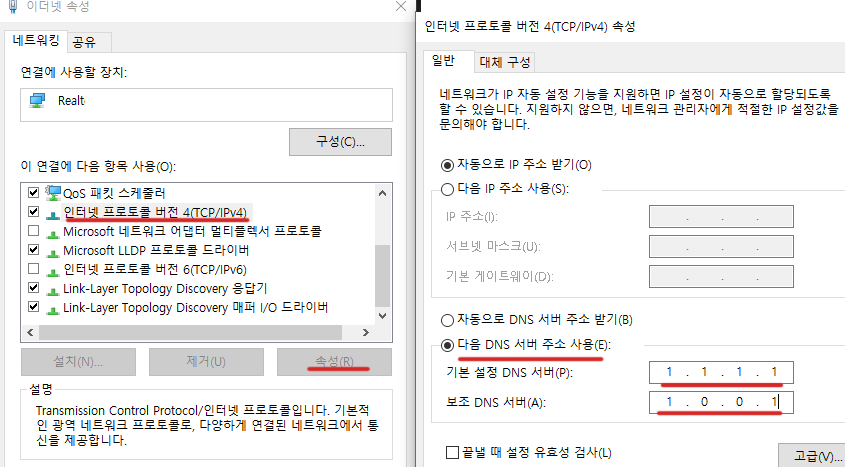 이더넷 속성
네트워킹
공유
연결에 사용할 장치:
Realt
구성(C)...
이 연결에 다음 항목 사용(O):
QoS 패킷 스케줄러
인터넷 프로토콜 버전 4(TCP/IPv4)
Microsoft 네트워크 어댑터 멀티플렉서 프로토콜
Microsoft LLDP 프로토콜 드라이버
인터넷 프로토콜 버전 6(TCP/IPv6)
Link-Layer Topology Discovery 응답기
Link-Layer Topology Discovery 매퍼 I/O 드라이버
설치(N)...
제거(U)
속성(R)
설명
Transmission Control Protocol/인터넷 프로토콜입니다. 기본적
인 광역 네트워크 프로토콜로, 다양하게 연결된 네트워크에서 통
신을 제공합니다.
인터넷 프로토콜 버전 4(TCP/IPv4) 속성
일반
대체 구성
네트워크가 IP 자동 설정 기능을 지원하면 IP 설정이 자동으로 할당되도록
할 수 있습니다. 지원하지 않으면, 네트워크 관리자에게 적절한 IP 설정값을
문의해야 합니다.
자동으로 IP 주소 받기(O)
다음 IP 주소 사용(S):
IP 주소(I):
서브넷 마스크(U):
기본 게이트웨이(D):
자동으로 DNS 서버 주소 받기(B)
다음 DNS 서버 주소 사용(E):
기본 설정 DNS 서버(P): 1 . 1 . 1 . 1
보조 DNS 서버(A): 1 . 0 . 0 . 1
끝낼 때 설정 유효성 검사(L)
고급(V)...